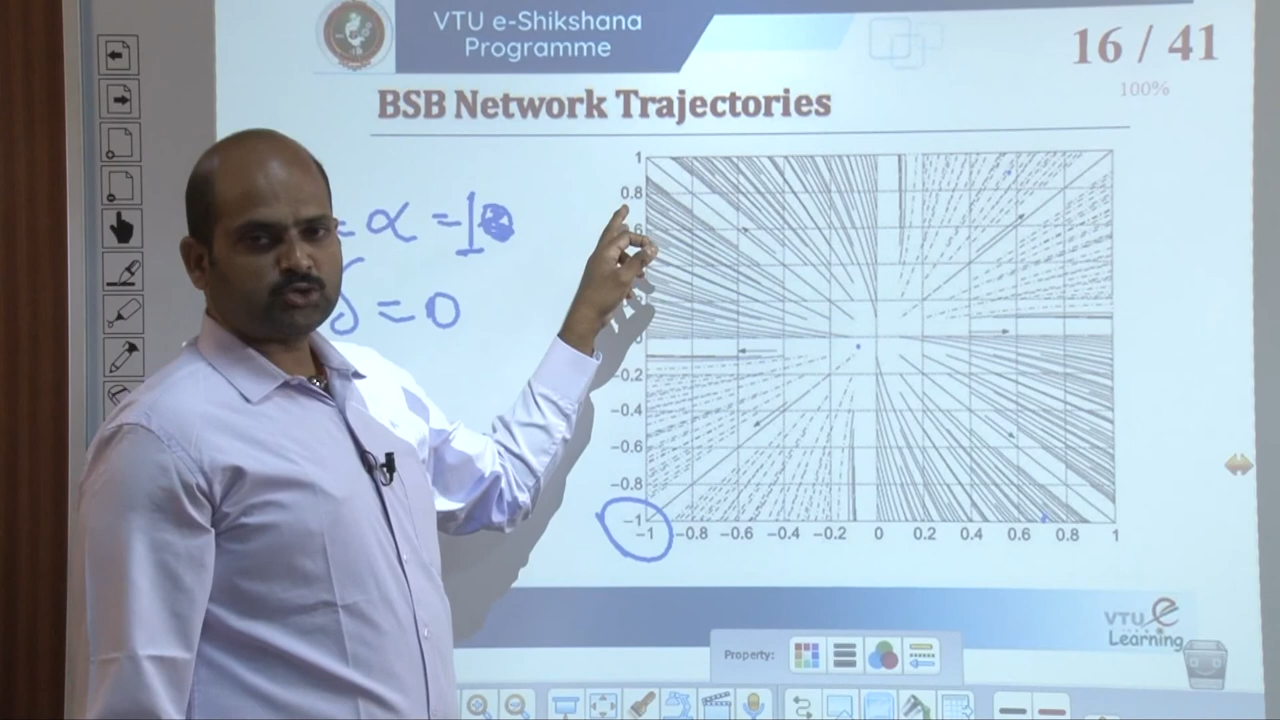 VTU e-Shikshana
Programme
16 / 41
100%
BSB Network Trajectories
= α = 1
= 0
1
0.8
0
−0.2
−0.4
−0.6
−0.8
−1
−1 −0.8 −0.6 −0.4 −0.2 0 0.2 0.4 0.6 0.8 1
VTU e
Learning
Property: